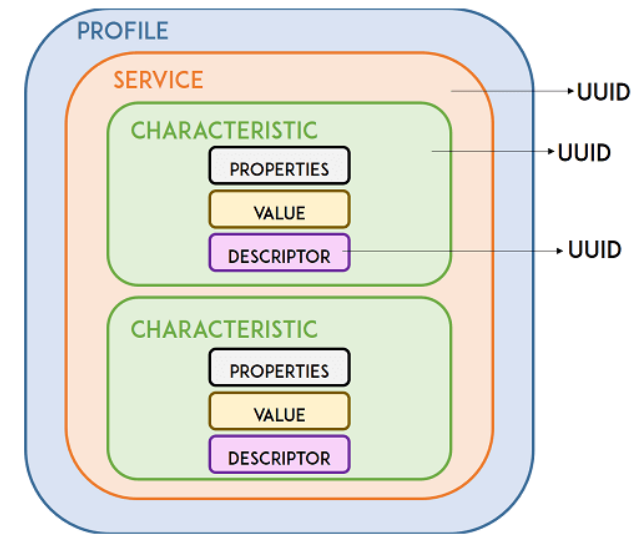 PROFILE
SERVICE
UUID
CHARACTERISTIC
UUID
PROPERTIES
VALUE
DESCRIPTOR
UUID
CHARACTERISTIC
PROPERTIES
VALUE
DESCRIPTOR